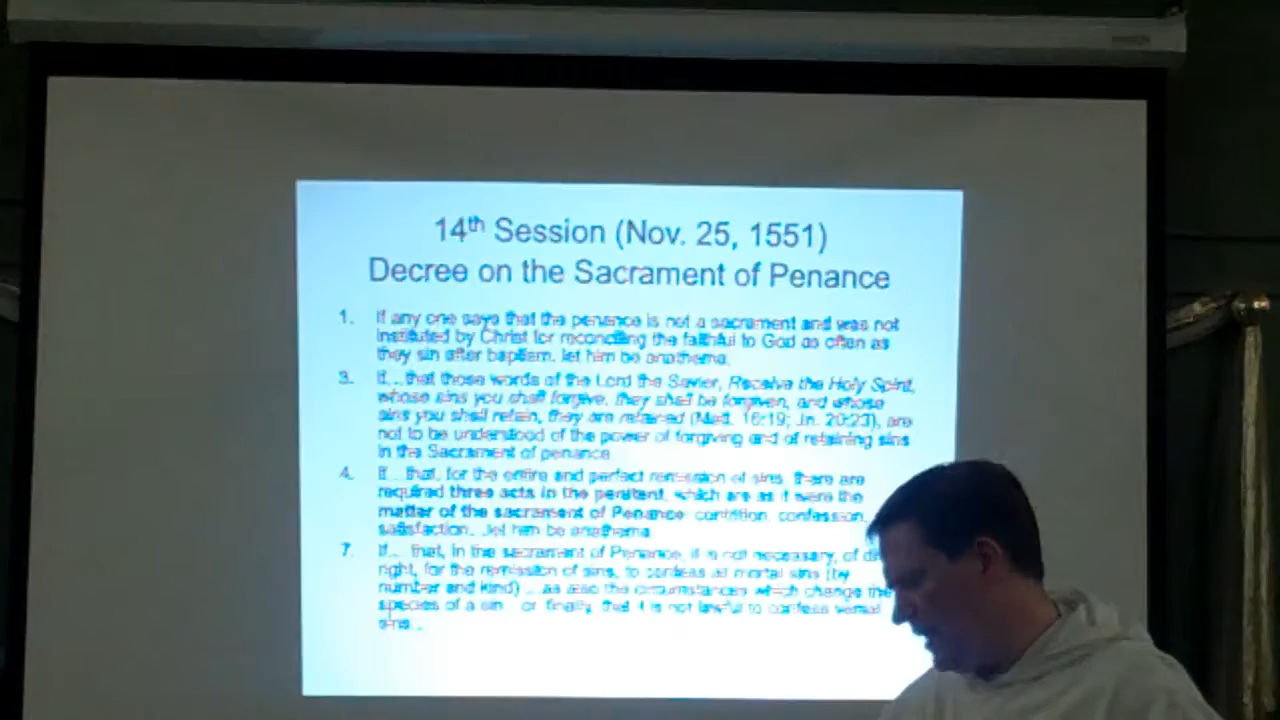 14th Session (Nov. 25, 1551)
Decree on the Sacrament of Penance
1. If any one says that the penance is not a sacrament and was not
instituted by Christ for reconciling the faithful to God as often as
they sin after baptism, let him be anathema.
3. If... that those words of the Lord the Savior, Receive the Holy Spirit,
whose sins you shall forgive, they shall be forgiven, and whose
sins you shall retain, they are retained (Matt. 16:19; Jn. 20:23), are
not to be understood of the power of forgiving and of retaining sins
in the Sacrament of penance
4. If... that, for the entire and perfect remission of sins, there are
required three acts in the penitent, which are as it were the
matter of the sacrament of Penance: contrition, confession,
satisfaction... let him be anathema.
7. If... that, in the sacrament of Penance, it is not necessary, of
right, for the remission of sins, to confess all mortal sins (by
number and kind) ...as also the circumstances which change the
species of a sin or finally, that it is not lawful to confess venial
sins...